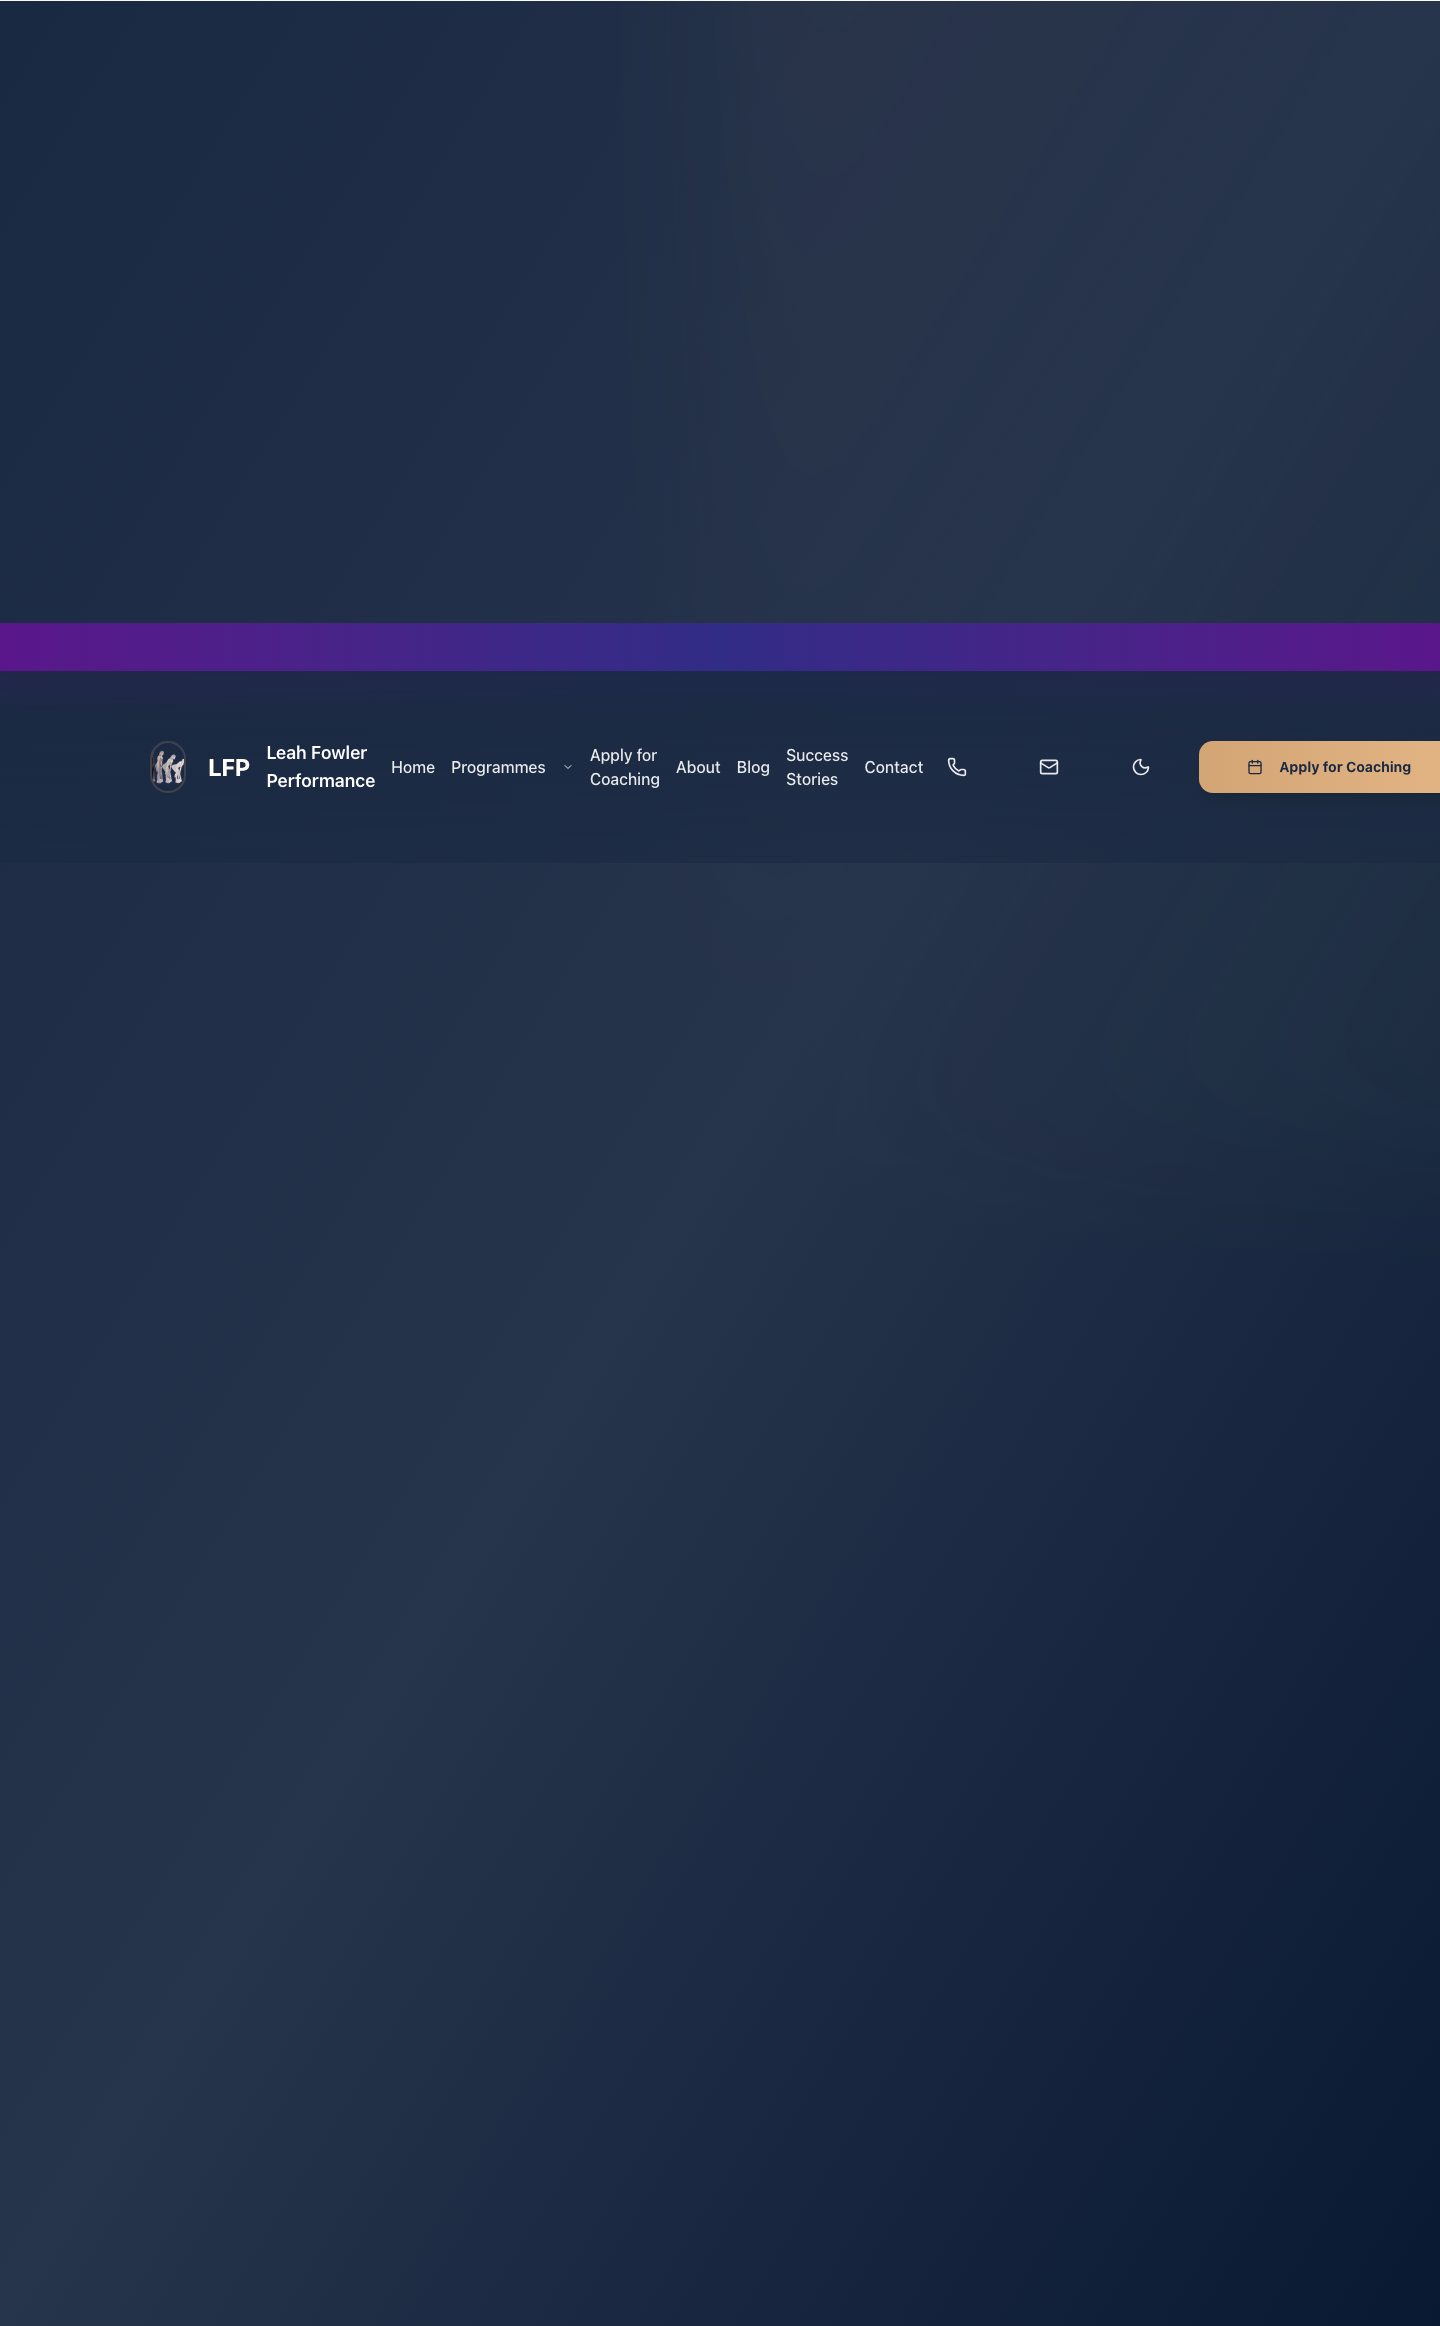 LFP
Leah Fowler
Performance
Home
Programmes
Apply for
Coaching
About
Blog
Success
Stories
Contact
Apply for Coaching